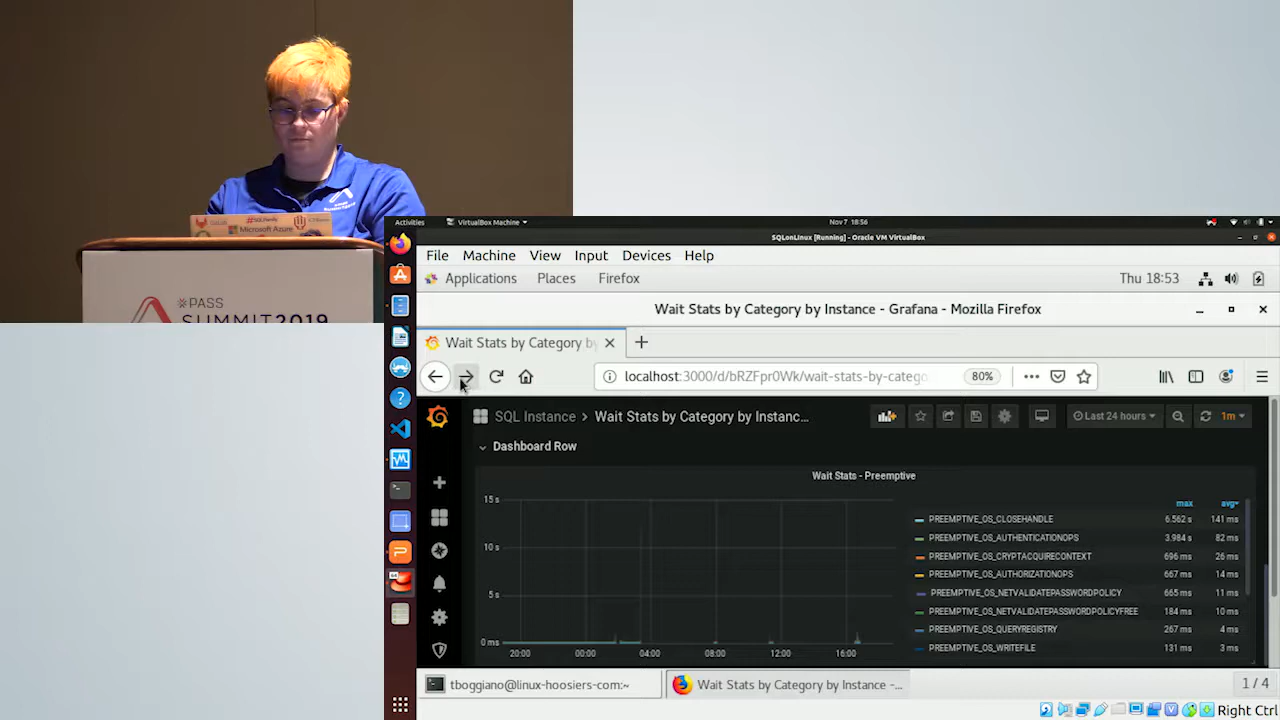 #SQLFamily
Microsoft Azure
PASS
SUMMIT 2019
Activities
VirtualBox Machine
Nov 7 18:56
SQLonLinux [Running] - Oracle VM VirtualBox
File Machine View Input Devices Help
Applications Places Firefox
Thu 18:53
Wait Stats by Category by Instance - Grafana - Mozilla Firefox
Wait Stats by Category by
localhost:3000/d/bRZFpr0Wk/wait-stats-by-catego
80%
SQL Instance > Wait Stats by Category by Instanc...
Last 24 hours
1m
Dashboard Row
Wait Stats - Preemptive
15 s
10 s
5 s
0 ms
20:00 00:00 04:00 08:00 12:00 16:00
max avg
PREEMPTIVE_OS_CLOSEHANDLE 6.562 s 141 ms
PREEMPTIVE_OS_AUTHENTICATIONOPS 3.984 s 82 ms
PREEMPTIVE_OS_CRYPTACQUIRECONTEXT 696 ms 26 ms
PREEMPTIVE_OS_AUTHORIZATIONOPS 667 ms 14 ms
PREEMPTIVE_OS_NETVALIDATEPASSWORDPOLICY 665 ms 11 ms
PREEMPTIVE_OS_NETVALIDATEPASSWORDPOLICYFREE 184 ms 10 ms
PREEMPTIVE_OS_QUERYREGISTRY 267 ms 4 ms
PREEMPTIVE_OS_WRITEFILE 131 ms 3 ms
tboggiano@linux-hoosiers-com:~
Wait Stats by Category by Instance -...
1 / 4
Right Ctrl